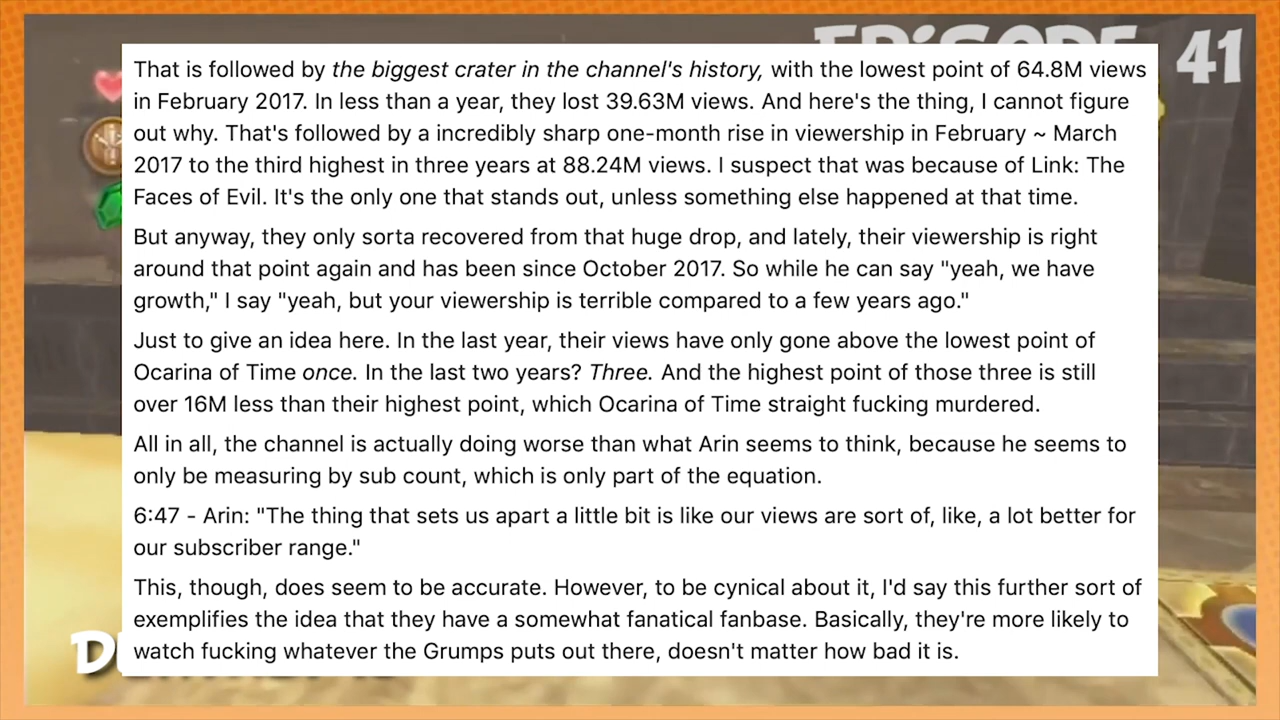 EPISODE 41
That is followed by the biggest crater in the channel's history, with the lowest point of 64.8M views
in February 2017. In less than a year, they lost 39.63M views. And here's the thing, I cannot figure
out why. That's followed by a incredibly sharp one-month rise in viewership in February ~ March
2017 to the third highest in three years at 88.24M views. I suspect that was because of Link: The
Faces of Evil. It's the only one that stands out, unless something else happened at that time.
But anyway, they only sorta recovered from that huge drop, and lately, their viewership is right
around that point again and has been since October 2017. So while he can say "yeah, we have
growth," I say "yeah, but your viewership is terrible compared to a few years ago."
Just to give an idea here. In the last year, their views have only gone above the lowest point of
Ocarina of Time once. In the last two years? Three. And the highest point of those three is still
over 16M less than their highest point, which Ocarina of Time straight fucking murdered.
All in all, the channel is actually doing worse than what Arin seems to think, because he seems to
only be measuring by sub count, which is only part of the equation.
6:47 - Arin: "The thing that sets us apart a little bit is like our views are sort of, like, a lot better for
our subscriber range."
This, though, does seem to be accurate. However, to be cynical about it, I'd say this further sort of
exemplifies the idea that they have a somewhat fanatical fanbase. Basically, they're more likely to
watch fucking whatever the Grumps puts out there, doesn't matter how bad it is.